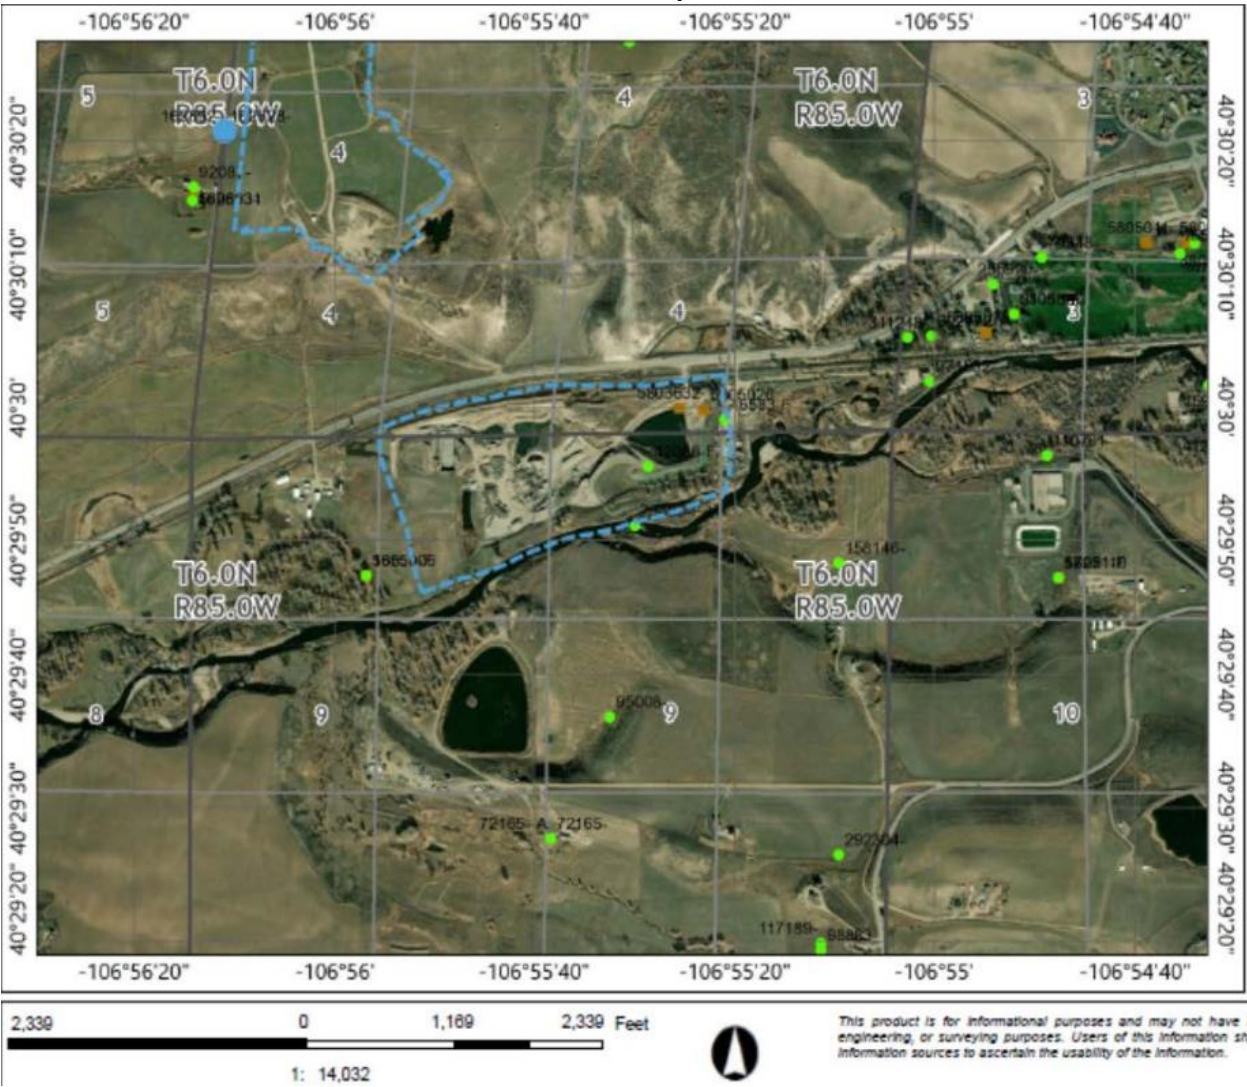 -106°56'20" -106°56' -106°55'40" -106°55'20" -106°55' -106°54'40"
T6.0N T6.0N
5 4 3
R85.0W R85.0W
40°30'20" 40°30'20"
4
9208- -
40°30'10" 40°30'10"
5 4 4 3
40°30' 40°30'
5803632-
40°29'50" 40°29'50"
158146-
T6.0N T6.0N
R85.0W R85.0W
40°29'40" 40°29'40"
95008-
8 9 9 10
40°29'30" 40°29'30"
72165- A 72165-
292304-
40°29'20" 40°29'20"
117189-
98863
-106°56'20" -106°56' -106°55'40" -106°55'20" -106°55' -106°54'40"
2,339 0 1,169 2,339 Feet
1: 14,032
This product is for informational purposes and may not have
engineering, or surveying purposes. Users of this information sh
information sources to ascertain the usability of the information.